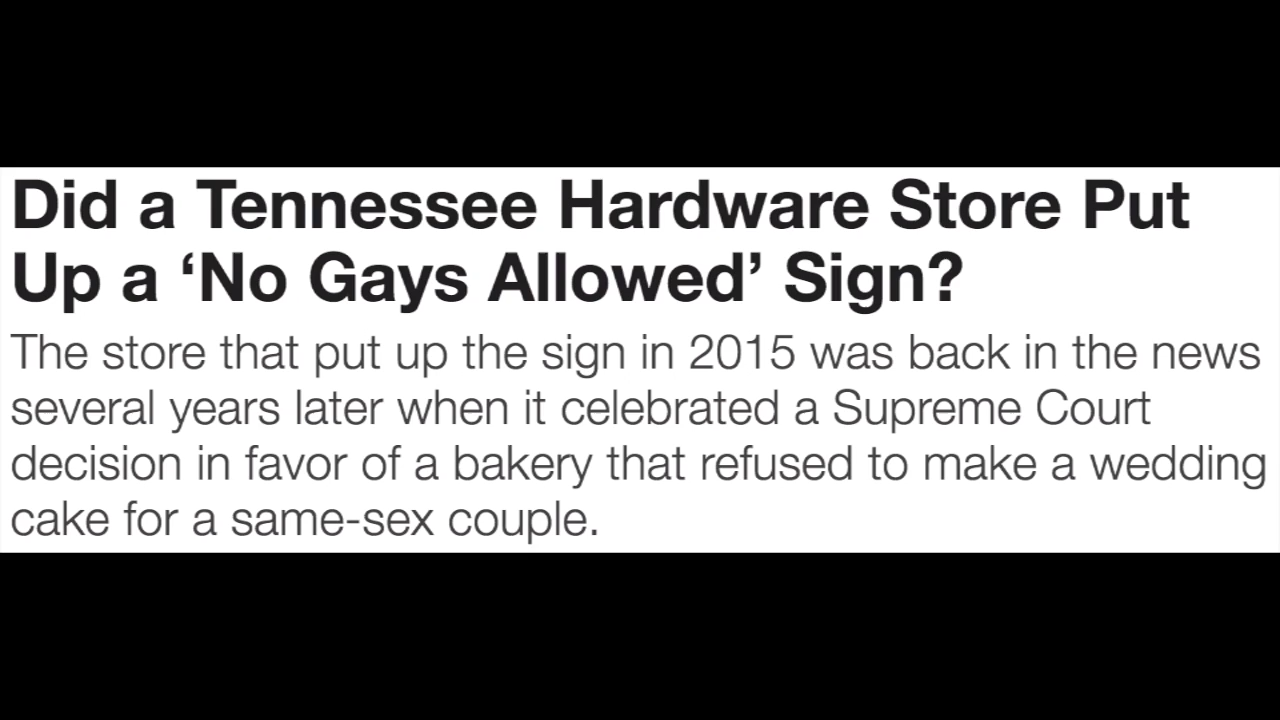 Did a Tennessee Hardware Store Put
Up a ‘No Gays Allowed’ Sign?
The store that put up the sign in 2015 was back in the news
several years later when it celebrated a Supreme Court
decision in favor of a bakery that refused to make a wedding
cake for a same-sex couple.